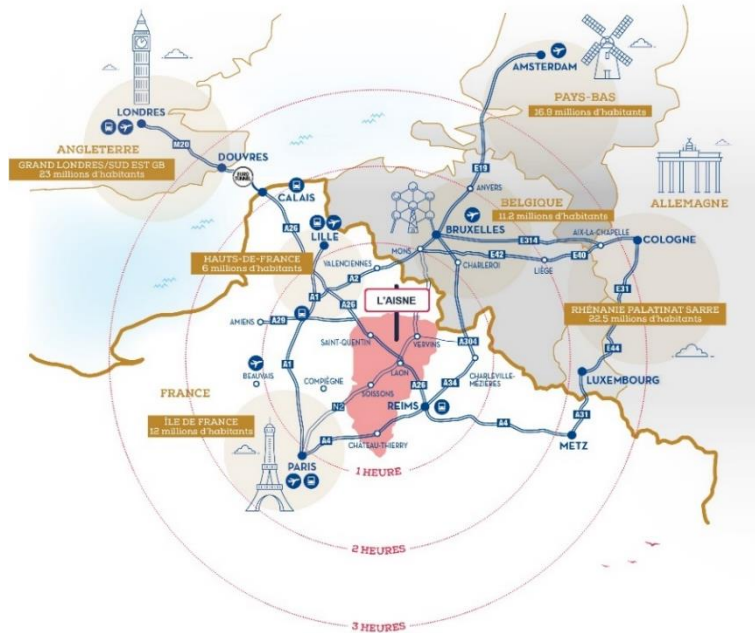 AMSTERDAM
PAYS-BAS
16.9 millions d'habitants
LONDRES
M20
ANGLETERRE
GRAND LONDRES/SUD EST GB
23 millions d'habitants
DOUVRES
EURO
TUNNEL
CALAIS
E19
ANVERS
ALLEMAGNE
BELGIQUE
11.2 millions d'habitants
A26
LILLE
BRUXELLES
AIX-LA-CHAPELLE
E314
COLOGNE
HAUTS-DE-FRANCE
6 millions d'habitants
MONS
E42
E40
LIÈGE
VALENCIENNES
A2
CHARLEROI
E31
A1
L'AISNE
A26
RHÉNANIE PALATINAT SARRE
22.5 millions d'habitants
AMIENS
A29
SAINT-QUENTIN
VERVINS
A304
E44
BEAUVAIS
COMPIÈGNE
LAON
CHARLEVILLE-
MÉZIÈRES
LUXEMBOURG
A1
SOISSONS
A26
A34
FRANCE
N2
REIMS
A31
ÎLE DE FRANCE
12 millions d'habitants
A4
A4
METZ
CHÂTEAU-THIERRY
PARIS
1 HEURE
2 HEURES
3 HEURES